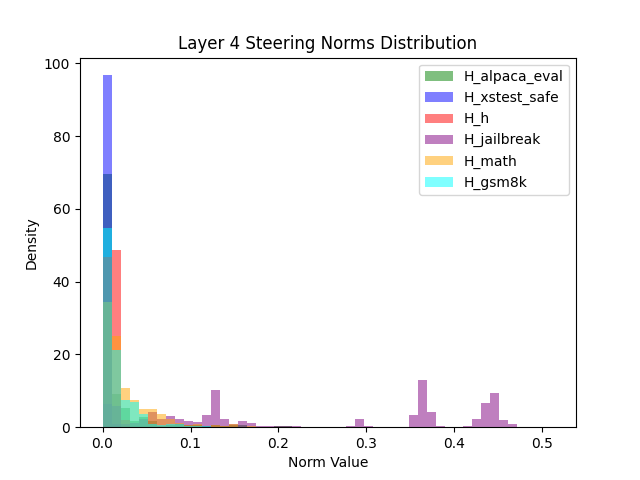 Layer 4 Steering Norms Distribution
H_alpaca_eval
H_xstest_safe
H_h
H_jailbreak
H_math
H_gsm8k
100
80
60
40
20
0
Density
0.0 0.1 0.2 0.3 0.4 0.5
Norm Value